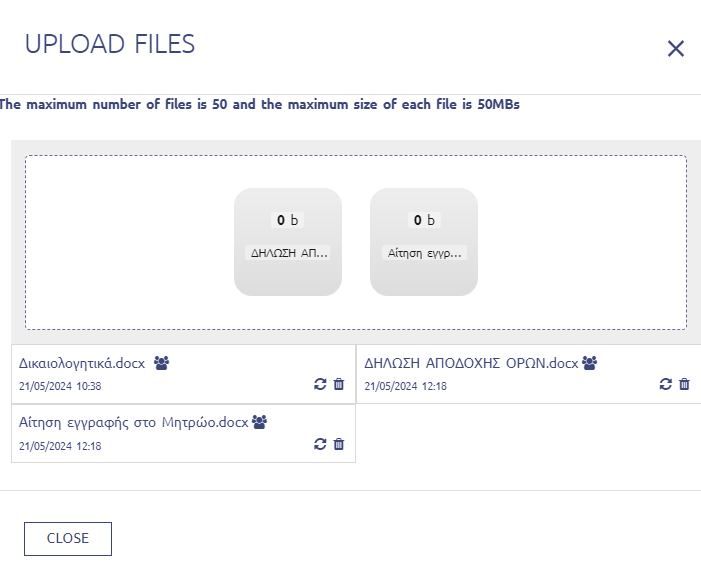 UPLOAD FILES
The maximum number of files is 50 and the maximum size of each file is 50MBs
0 b
0 b
ΔΗΛΩΣΗ ΑΠ...
Αίτηση εγγρ...
Δικαιολογητικά.docx
ΔΗΛΩΣΗ ΑΠΟΔΟΧΗΣ ΟΡΩΝ.docx
21/05/2024 10:38
21/05/2024 12:18
Αίτηση εγγραφής στο Μητρώο.docx
21/05/2024 12:18
CLOSE